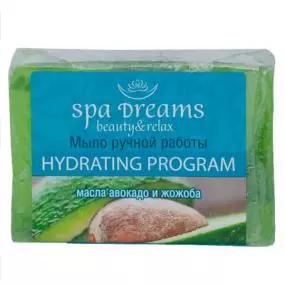 spa Dreams
beauty&relax
Мыло ручной работы
HYDRATING PROGRAM
масла авокадо и жожоба